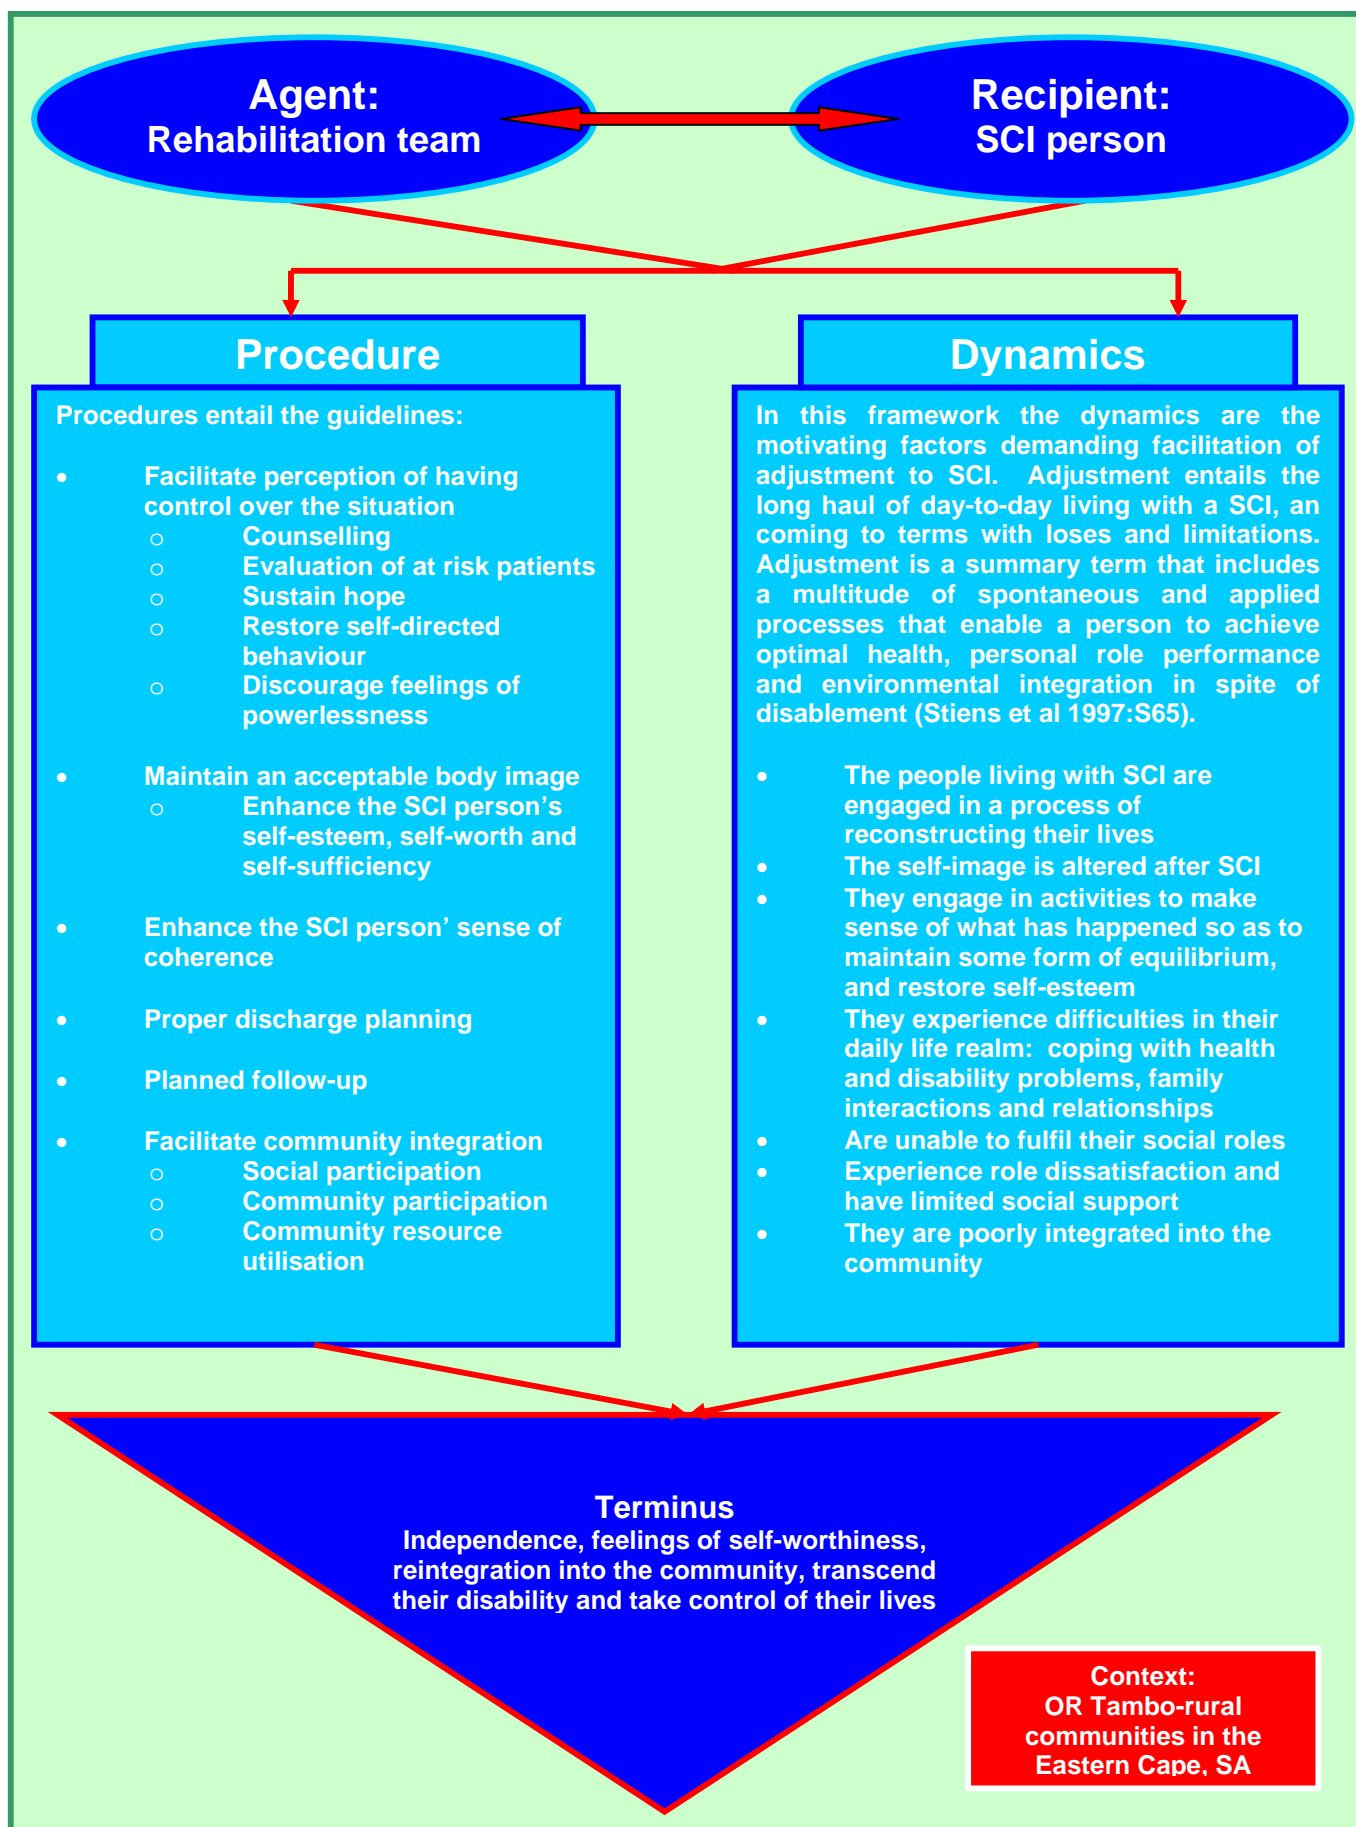 Agent:
Rehabilitation team
Recipient:
SCI person
Procedure
Procedures entail the guidelines:
• Facilitate perception of having
control over the situation
o Counselling
o Evaluation of at risk patients
o Sustain hope
o Restore self-directed
behaviour
o Discourage feelings of
powerlessness
• Maintain an acceptable body image
o Enhance the SCI person’s
self-esteem, self-worth and
self-sufficiency
• Enhance the SCI person’ sense of
coherence
• Proper discharge planning
• Planned follow-up
• Facilitate community integration
o Social participation
o Community participation
o Community resource
utilisation
Dynamics
In this framework the dynamics are the
motivating factors demanding facilitation of
adjustment to SCI. Adjustment entails the
long haul of day-to-day living with a SCI, an
coming to terms with loses and limitations.
Adjustment is a summary term that includes
a multitude of spontaneous and applied
processes that enable a person to achieve
optimal health, personal role performance
and environmental integration in spite of
disablement (Stiens et al 1997:S65).
• The people living with SCI are
engaged in a process of
reconstructing their lives
• The self-image is altered after SCI
• They engage in activities to make
sense of what has happened so as to
maintain some form of equilibrium,
and restore self-esteem
• They experience difficulties in their
daily life realm: coping with health
and disability problems, family
interactions and relationships
• Are unable to fulfil their social roles
• Experience role dissatisfaction and
have limited social support
• They are poorly integrated into the
community
Terminus
Independence, feelings of self-worthiness,
reintegration into the community, transcend
their disability and take control of their lives
Context:
OR Tambo-rural
communities in the
Eastern Cape, SA